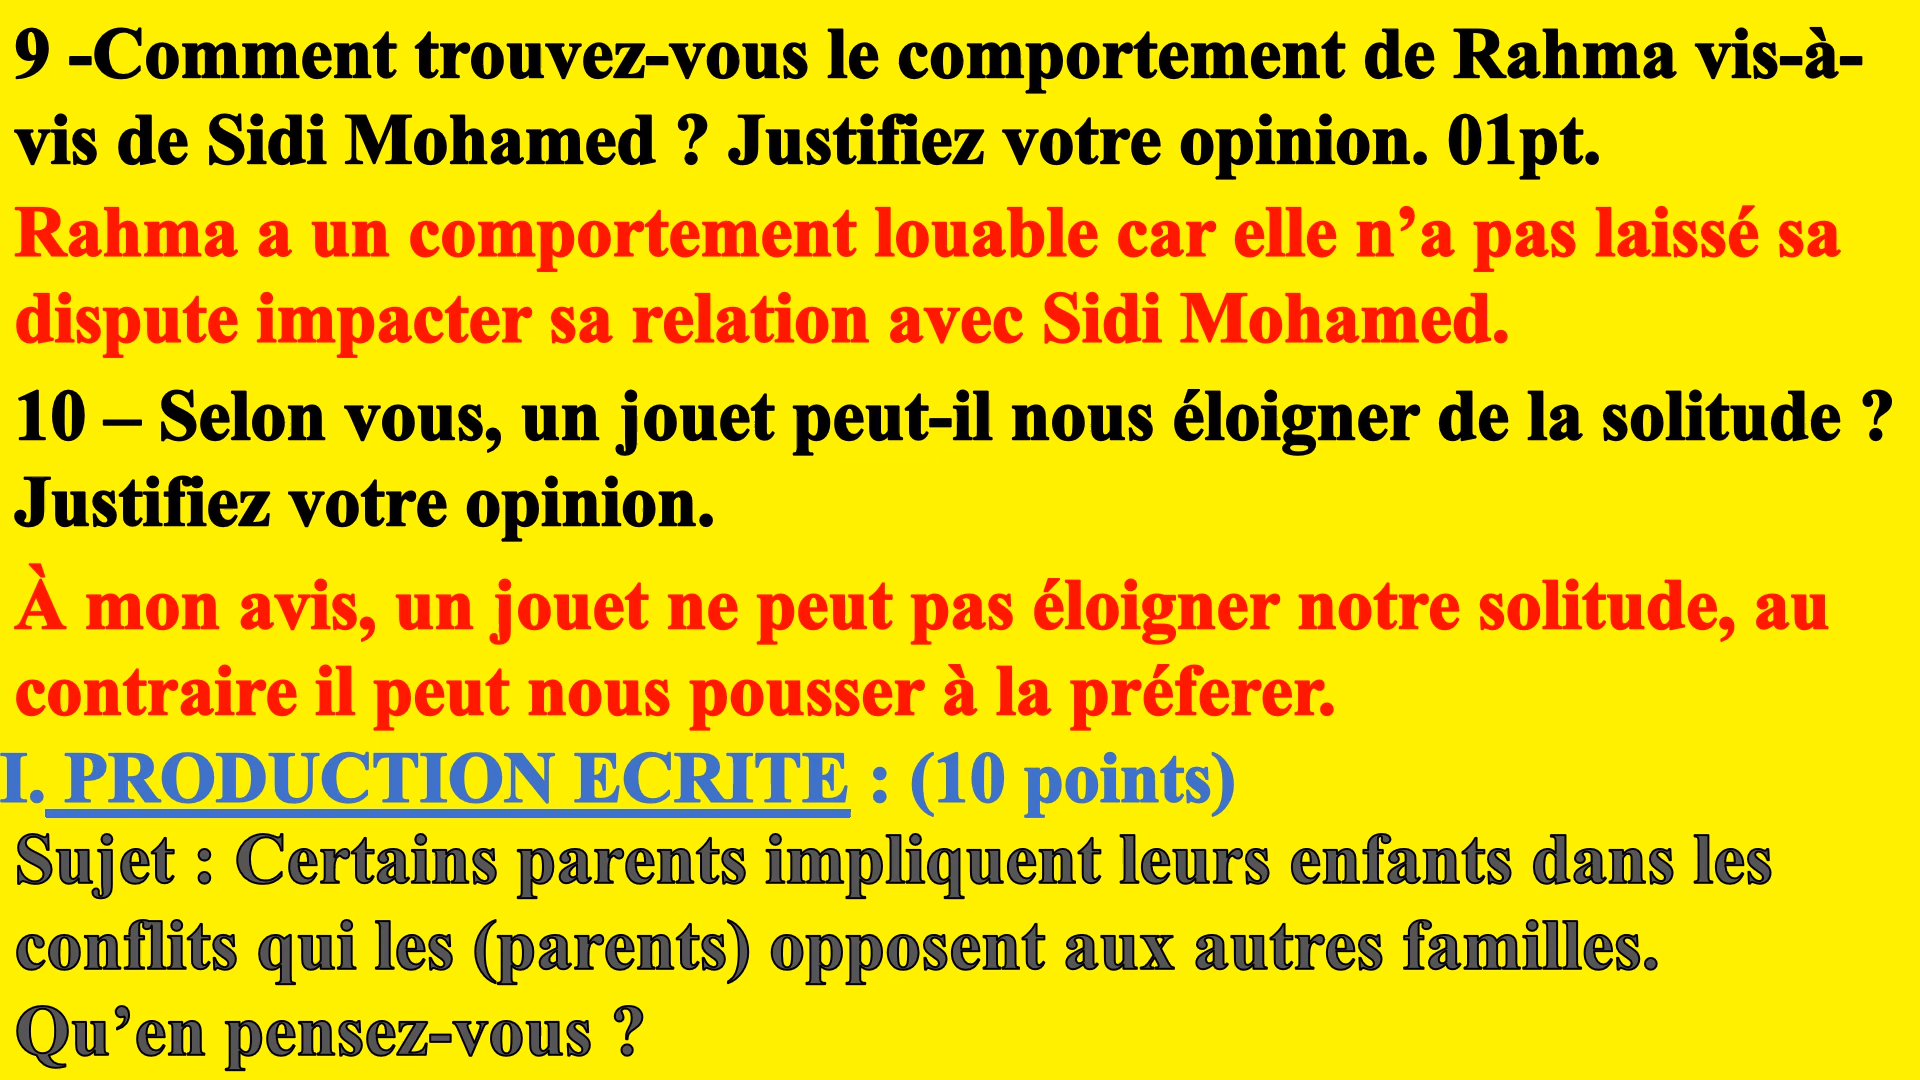 9 -Comment trouvez-vous le comportement de Rahma vis-à-
vis de Sidi Mohamed ? Justifiez votre opinion. 01pt.
Rahma a un comportement louable car elle n’a pas laissé sa
dispute impacter sa relation avec Sidi Mohamed.
10 – Selon vous, un jouet peut-il nous éloigner de la solitude ?
Justifiez votre opinion.
À mon avis, un jouet ne peut pas éloigner notre solitude, au
contraire il peut nous pousser à la préferer.
I. PRODUCTION ECRITE : (10 points)
Sujet : Certains parents impliquent leurs enfants dans les
conflits qui les (parents) opposent aux autres familles.
Qu’en pensez-vous ?